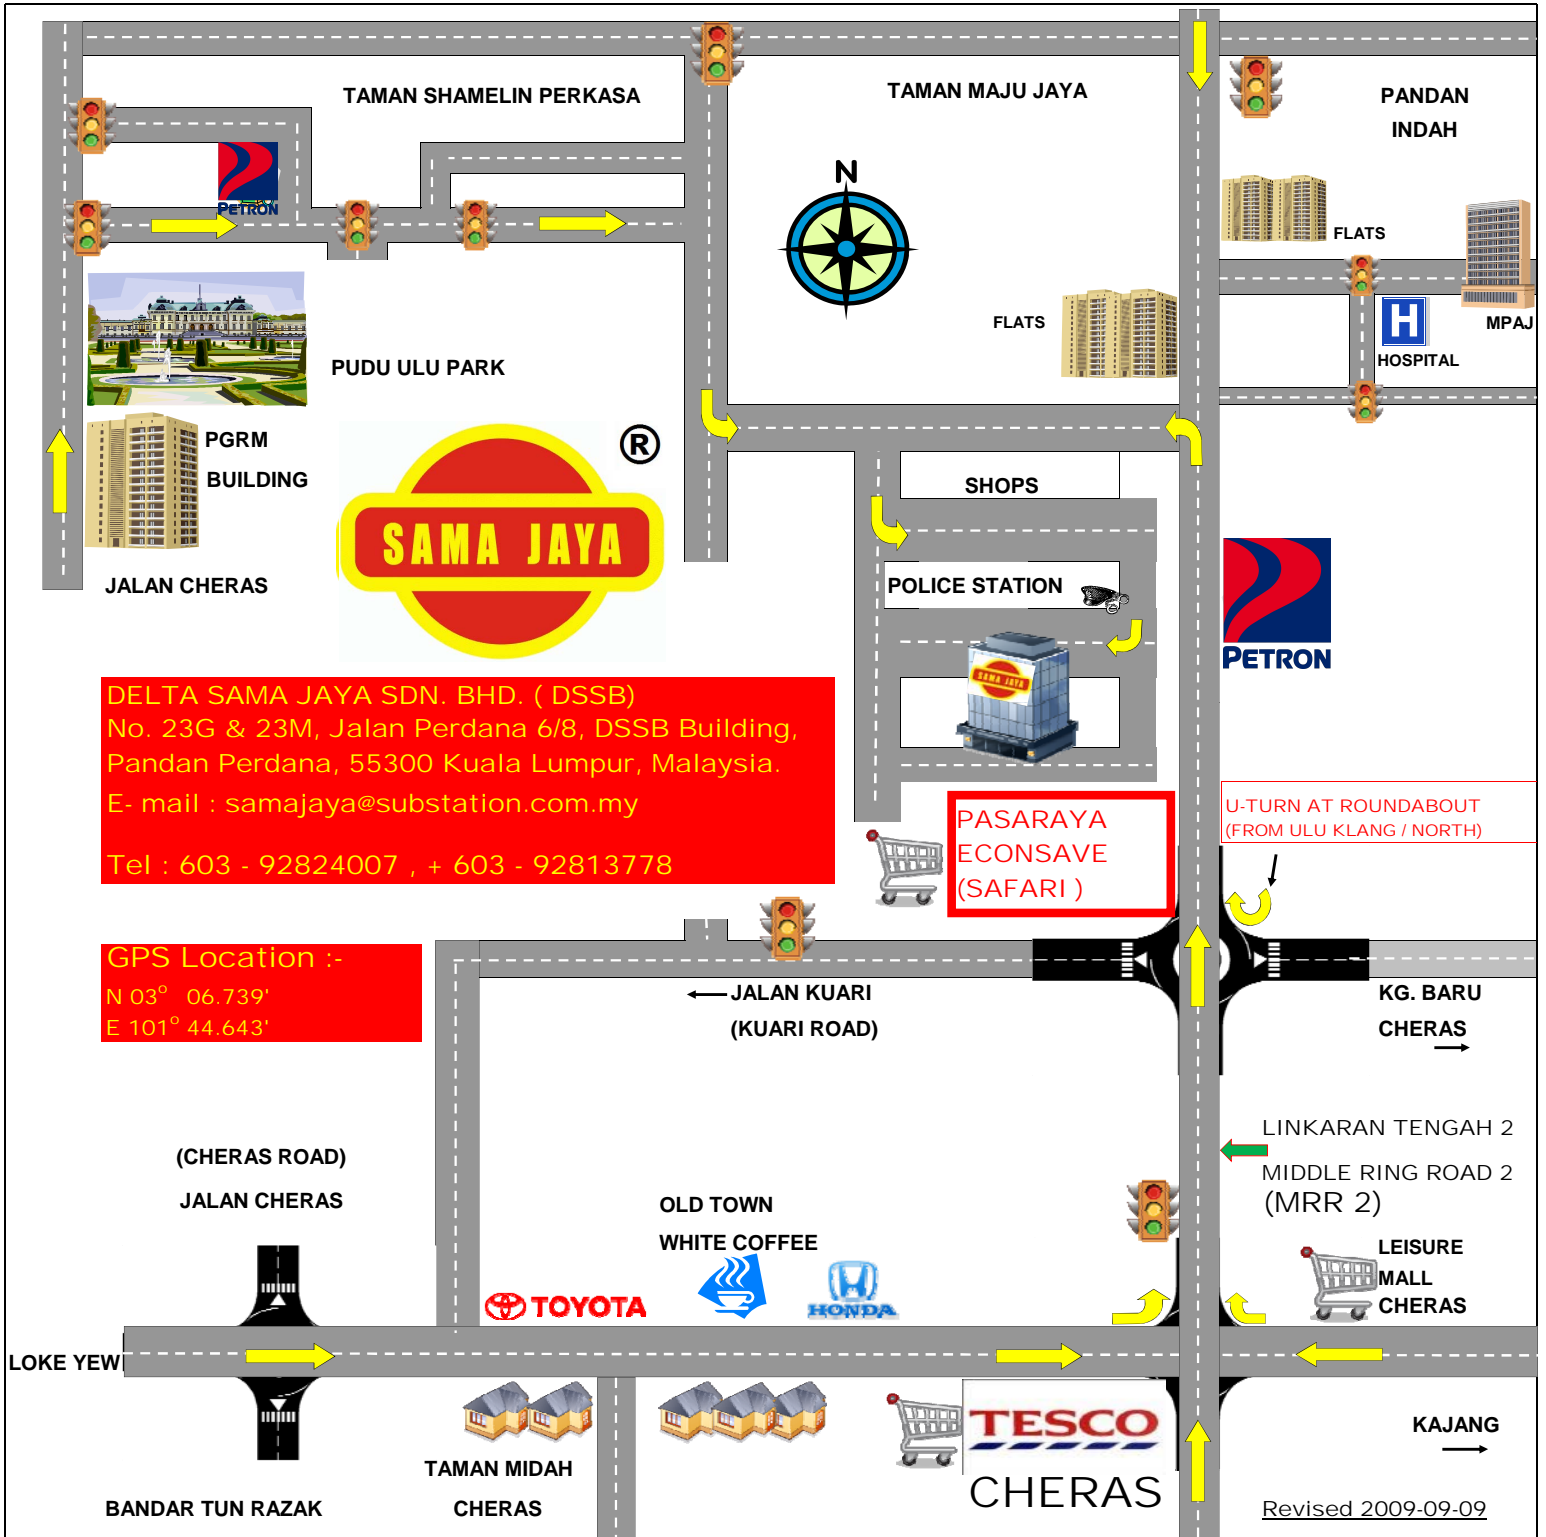 TAMAN SHAMELIN PERKASA
TAMAN MAJU JAYA
PANDAN
INDAH
PETRON
N
FLATS
FLATS
MPAJ
H
HOSPITAL
PUDU ULU PARK
PGRM
BUILDING
®
SAMA JAYA
SHOPS
JALAN CHERAS
POLICE STATION
PETRON
SAMA JAYA
DELTA SAMA JAYA SDN. BHD. ( DSSB)
No. 23G & 23M, Jalan Perdana 6/8, DSSB Building,
Pandan Perdana, 55300 Kuala Lumpur, Malaysia.
E- mail : samajaya@substation.com.my
Tel : 603 - 92824007 , + 603 - 92813778
PASARAYA
ECONSAVE
(SAFARI )
U-TURN AT ROUNDABOUT
(FROM ULU KLANG / NORTH)
GPS Location :-
N 03° 06.739'
E 101° 44.643'
JALAN KUARI
(KUARI ROAD)
KG. BARU
CHERAS
LINKARAN TENGAH 2
MIDDLE RING ROAD 2
(MRR 2)
(CHERAS ROAD)
JALAN CHERAS
OLD TOWN
WHITE COFFEE
TOYOTA
HONDA
LEISURE
MALL
CHERAS
LOKE YEW
TESCO
CHERAS
KAJANG
TAMAN MIDAH
CHERAS
BANDAR TUN RAZAK
Revised 2009-09-09